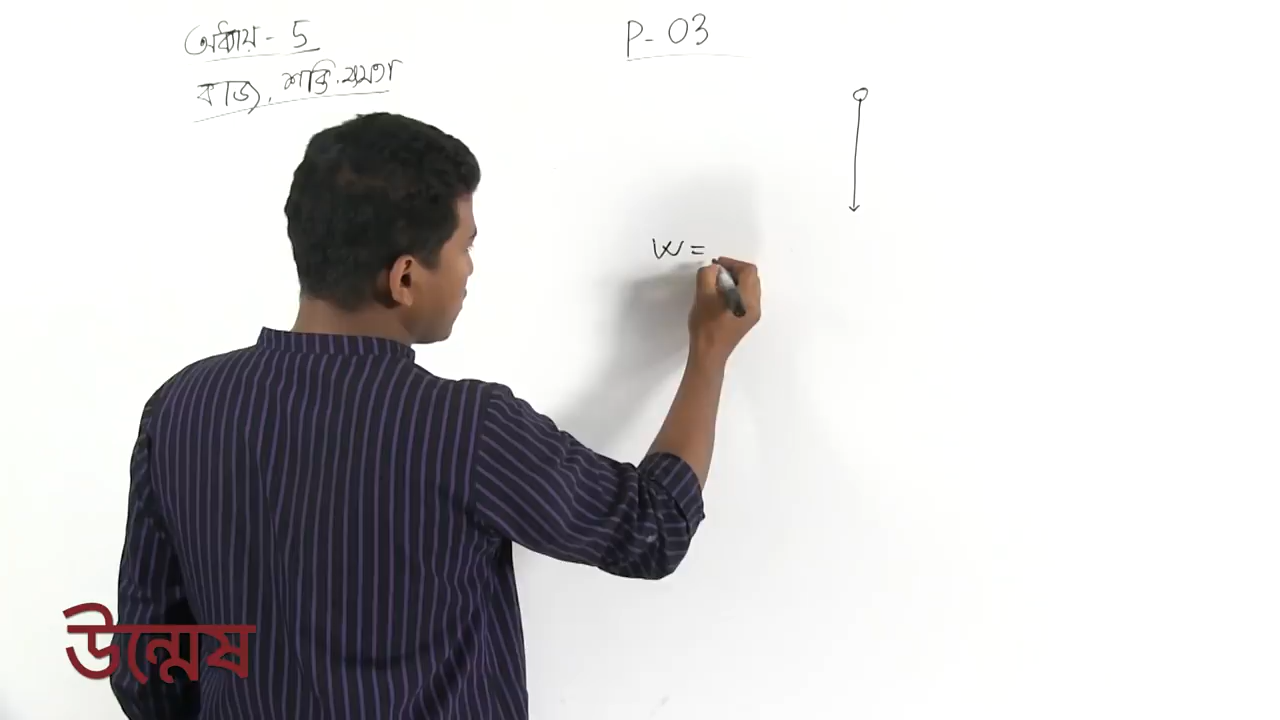 অধ্যায় - 5
কাজ, শক্তি, ক্ষমতা
P- 03
W =
উন্মেষ